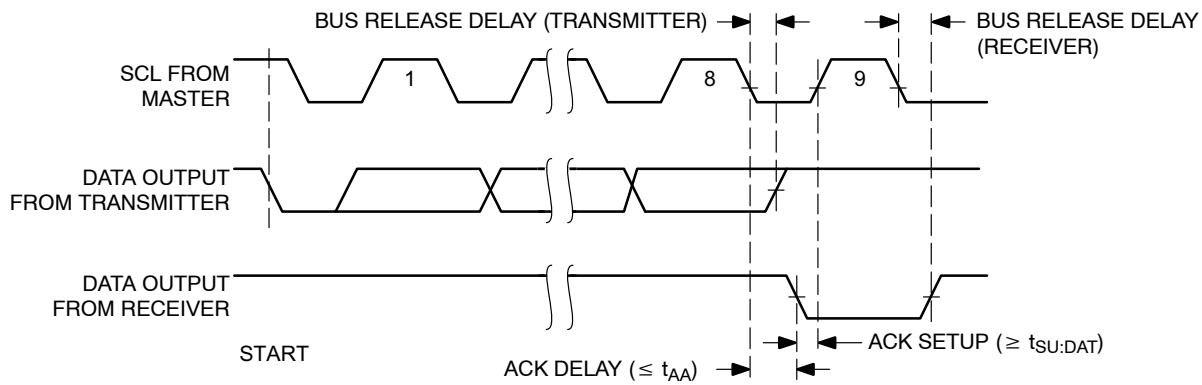 BUS RELEASE DELAY (TRANSMITTER)
BUS RELEASE DELAY
(RECEIVER)
SCL FROM
MASTER
1
8
9
DATA OUTPUT
FROM TRANSMITTER
DATA OUTPUT
FROM RECEIVER
START
ACK SETUP (≥ tSU:DAT)
ACK DELAY (≤ tAA)